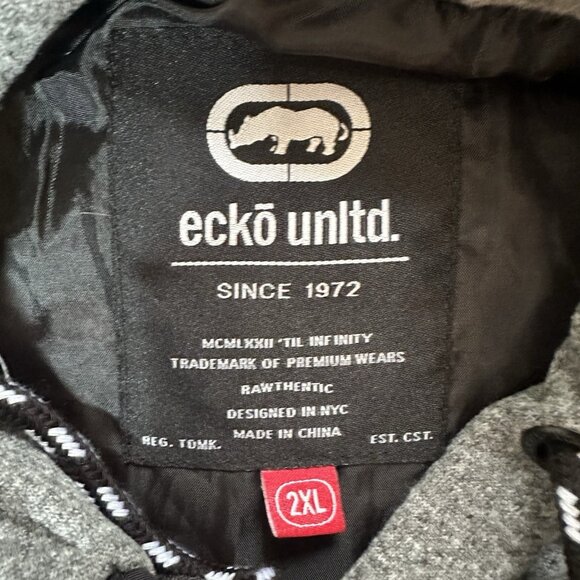 eckō unltd.
SINCE 1972
MCMLXXII 'TIL INFINITY
TRADEMARK OF PREMIUM WEARS
RAWTHENTIC
DESIGNED IN NYC
REG. TDMK. MADE IN CHINA EST. CST.
2XL